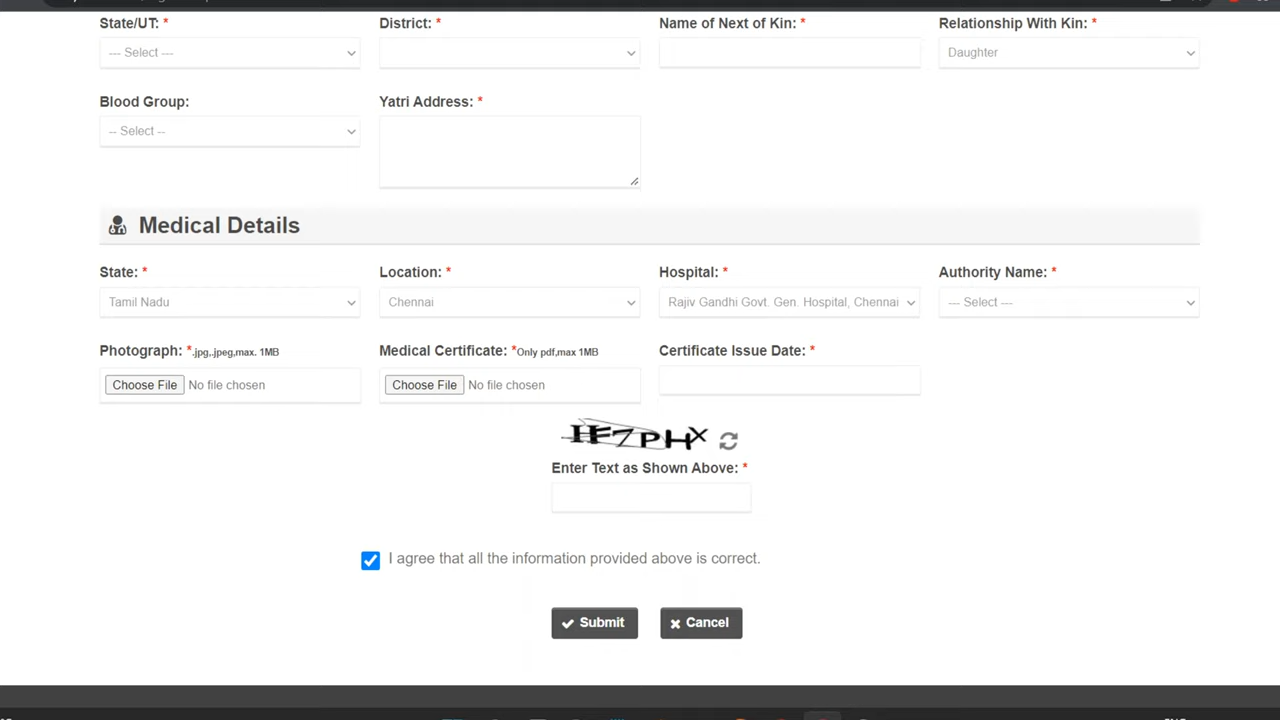 State/UT: * District: * Name of Next of Kin: * Relationship With Kin: *
--- Select --- Daughter
Blood Group: Yatri Address: *
-- Select --
Medical Details
State: * Location: * Hospital: * Authority Name: *
Tamil Nadu Chennai Rajiv Gandhi Govt. Gen. Hospital, Chennai --- Select ---
Photograph: *.jpg,.jpeg,max. 1MB Medical Certificate: *Only pdf,max 1MB Certificate Issue Date: *
Choose File No file chosen Choose File No file chosen
Enter Text as Shown Above: *
I agree that all the information provided above is correct.
Submit Cancel